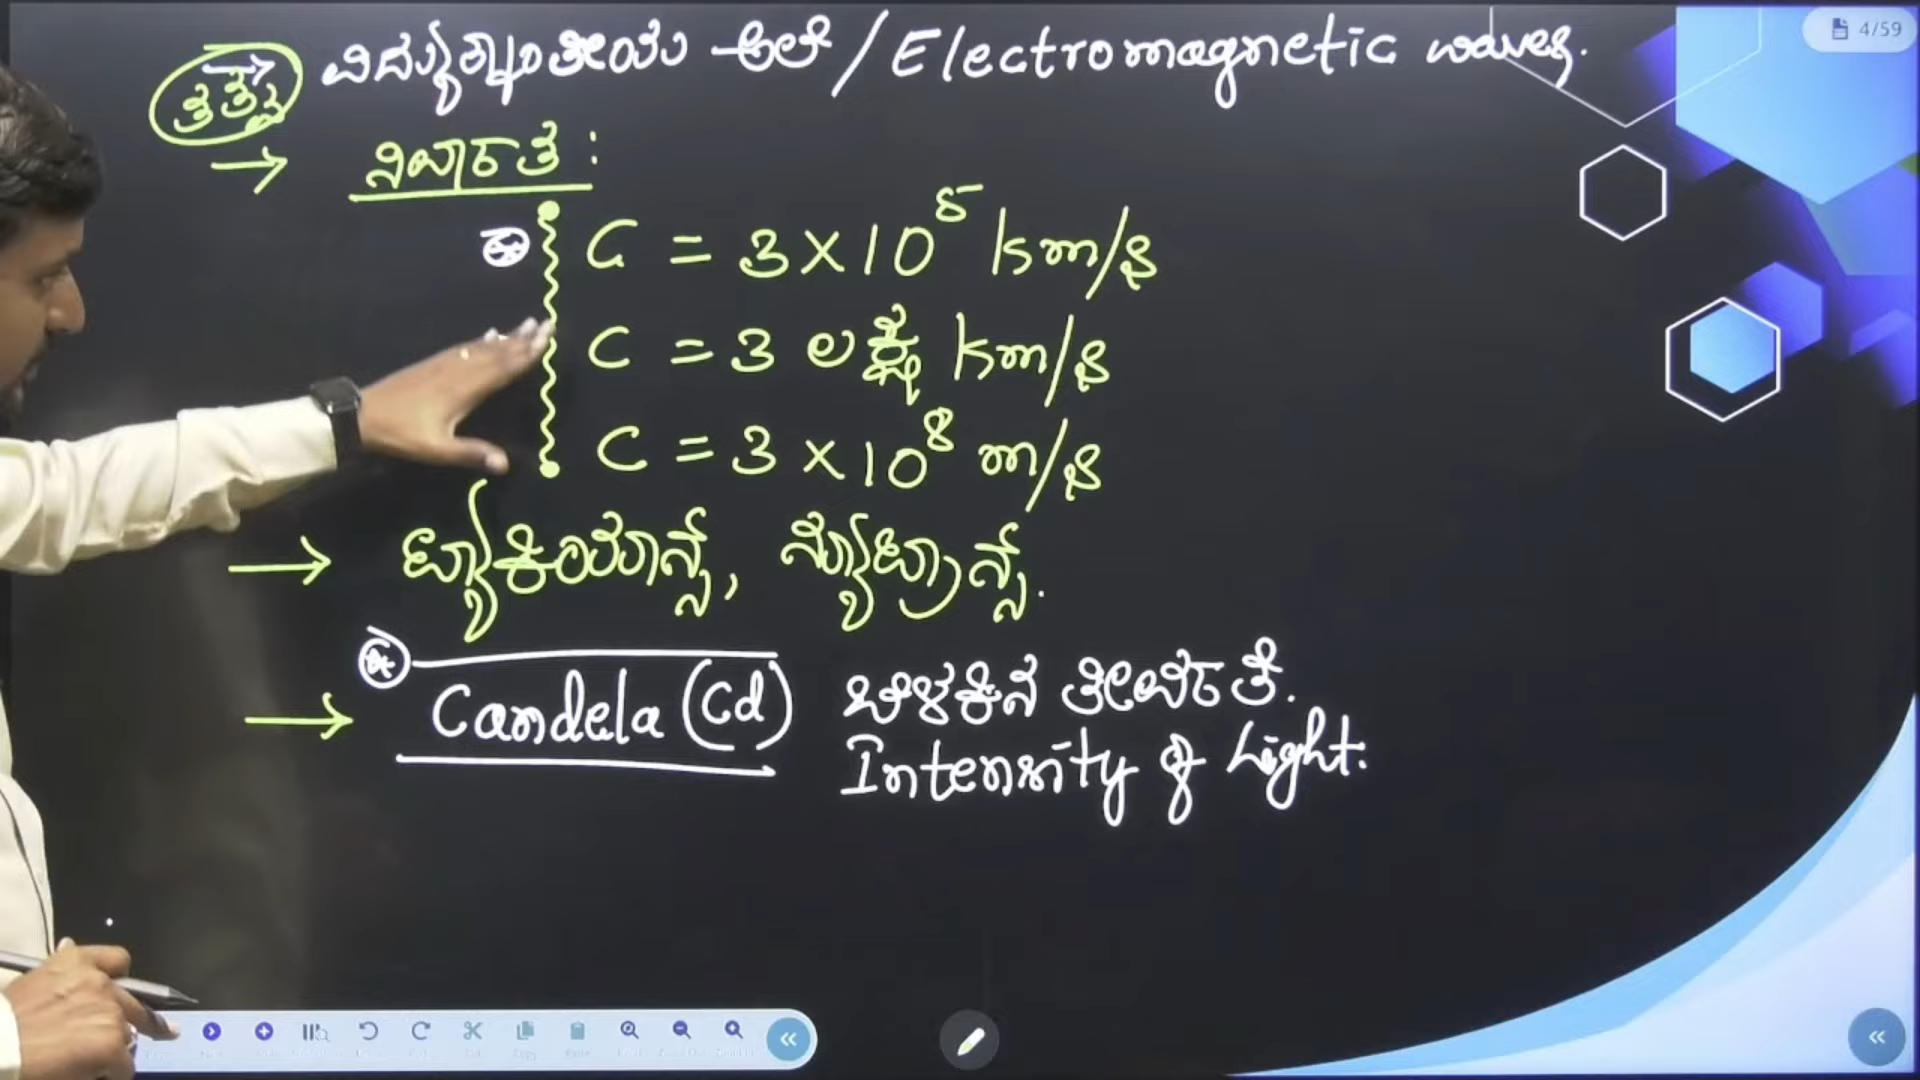 4/59
ವಿದ್ಯುತ್ಕಾಂತೀಯ ಅಲೆ / Electromagnetic waves.
→ ನಿರ್ವಾತ :
C = 3 × 10⁵ km/s
C = 3 ಲಕ್ಷ km/s
C = 3 × 10⁸ m/s
→ ಟ್ಯಾಕಿಯಾನ್ಸ್, ನ್ಯೂಟ್ರಾನ್ಸ್.
→ Candela (Cd) ಬೆಳಕಿನ ತೀವ್ರತೆ.
Intensity of Light.